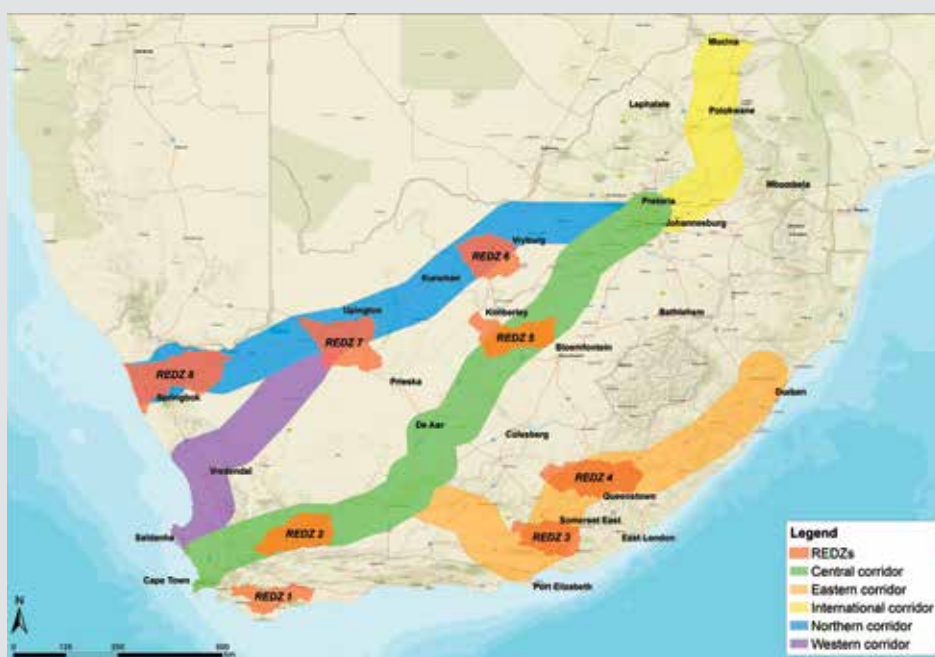 Musina
Lephalale
Polokwane
Mbombela
Pretoria
Johannesburg
Vryburg
REDZ 6
Kuruman
Upington
Kimberley
Bethlehem
REDZ 7
REDZ 5
Bloemfontein
REDZ 8
Prieska
Springbok
Durban
De Aar
Colesberg
Vredendal
REDZ 4
Queenstown
Somerset East
Saldanha
REDZ 2
REDZ 3
East London
Cape Town
Port Elizabeth
REDZ 1
N
Legend
REDZs
Central corridor
Eastern corridor
International corridor
Northern corridor
Western corridor